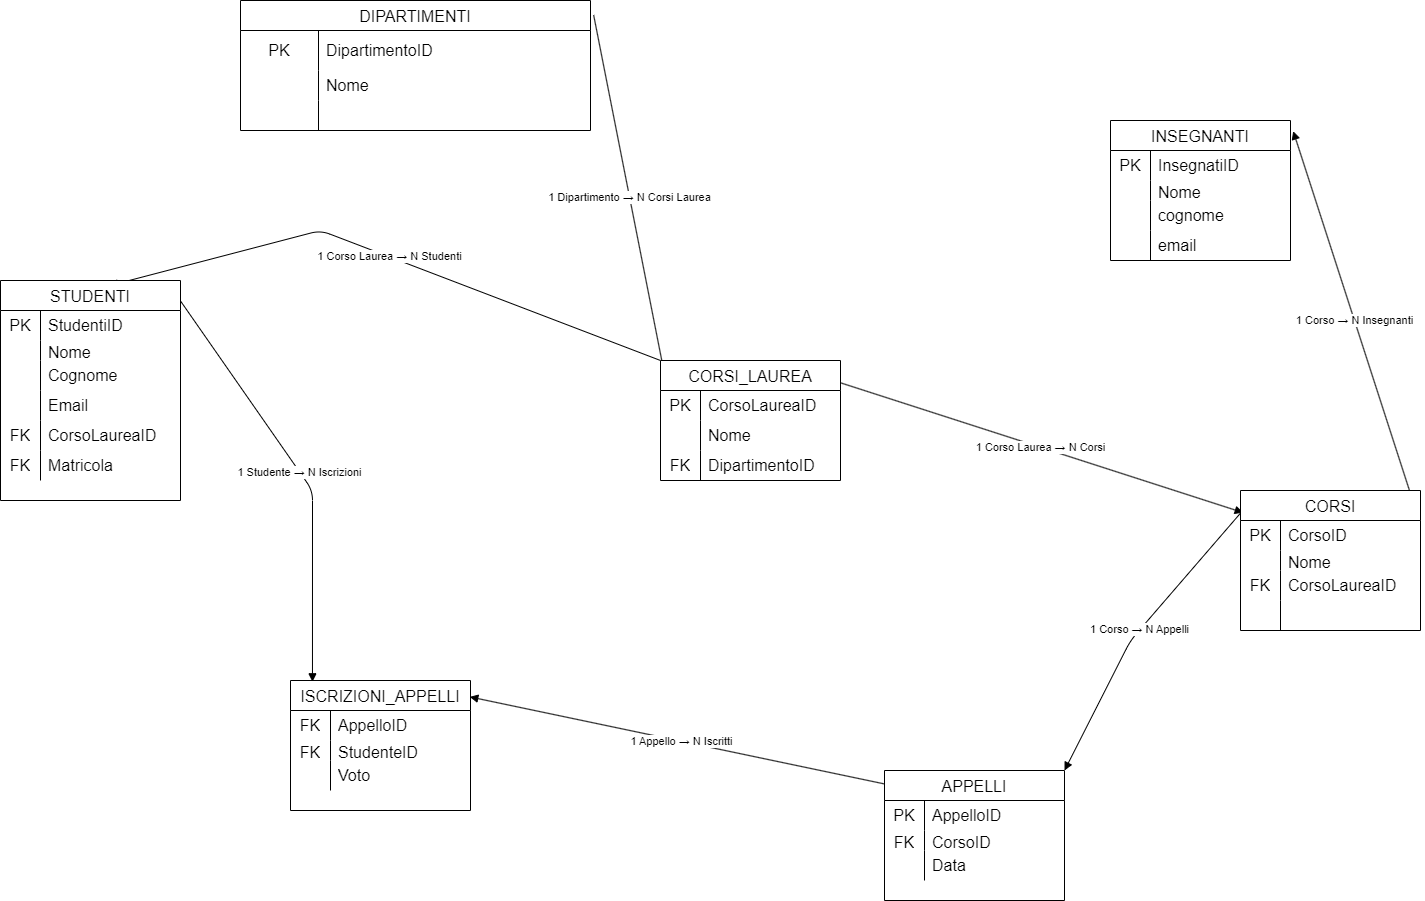 DIPARTIMENTI
PK DipartimentoID
Nome
1 Dipartimento → N Corsi Laurea
INSEGNANTI
PK InsegnatiID
Nome
cognome
email
1 Corso Laurea → N Studenti
STUDENTI
PK StudentiID
Nome
Cognome
Email
FK CorsoLaureaID
FK Matricola
1 Corso → N Insegnanti
CORSI_LAUREA
PK CorsoLaureaID
Nome
FK DipartimentoID
1 Corso Laurea → N Corsi
1 Studente → N Iscrizioni
CORSI
PK CorsoID
Nome
FK CorsoLaureaID
1 Corso → N Appelli
ISCRIZIONI_APPELLI
FK AppelloID
FK StudenteID
Voto
1 Appello → N Iscritti
APPELLI
PK AppelloID
FK CorsoID
Data